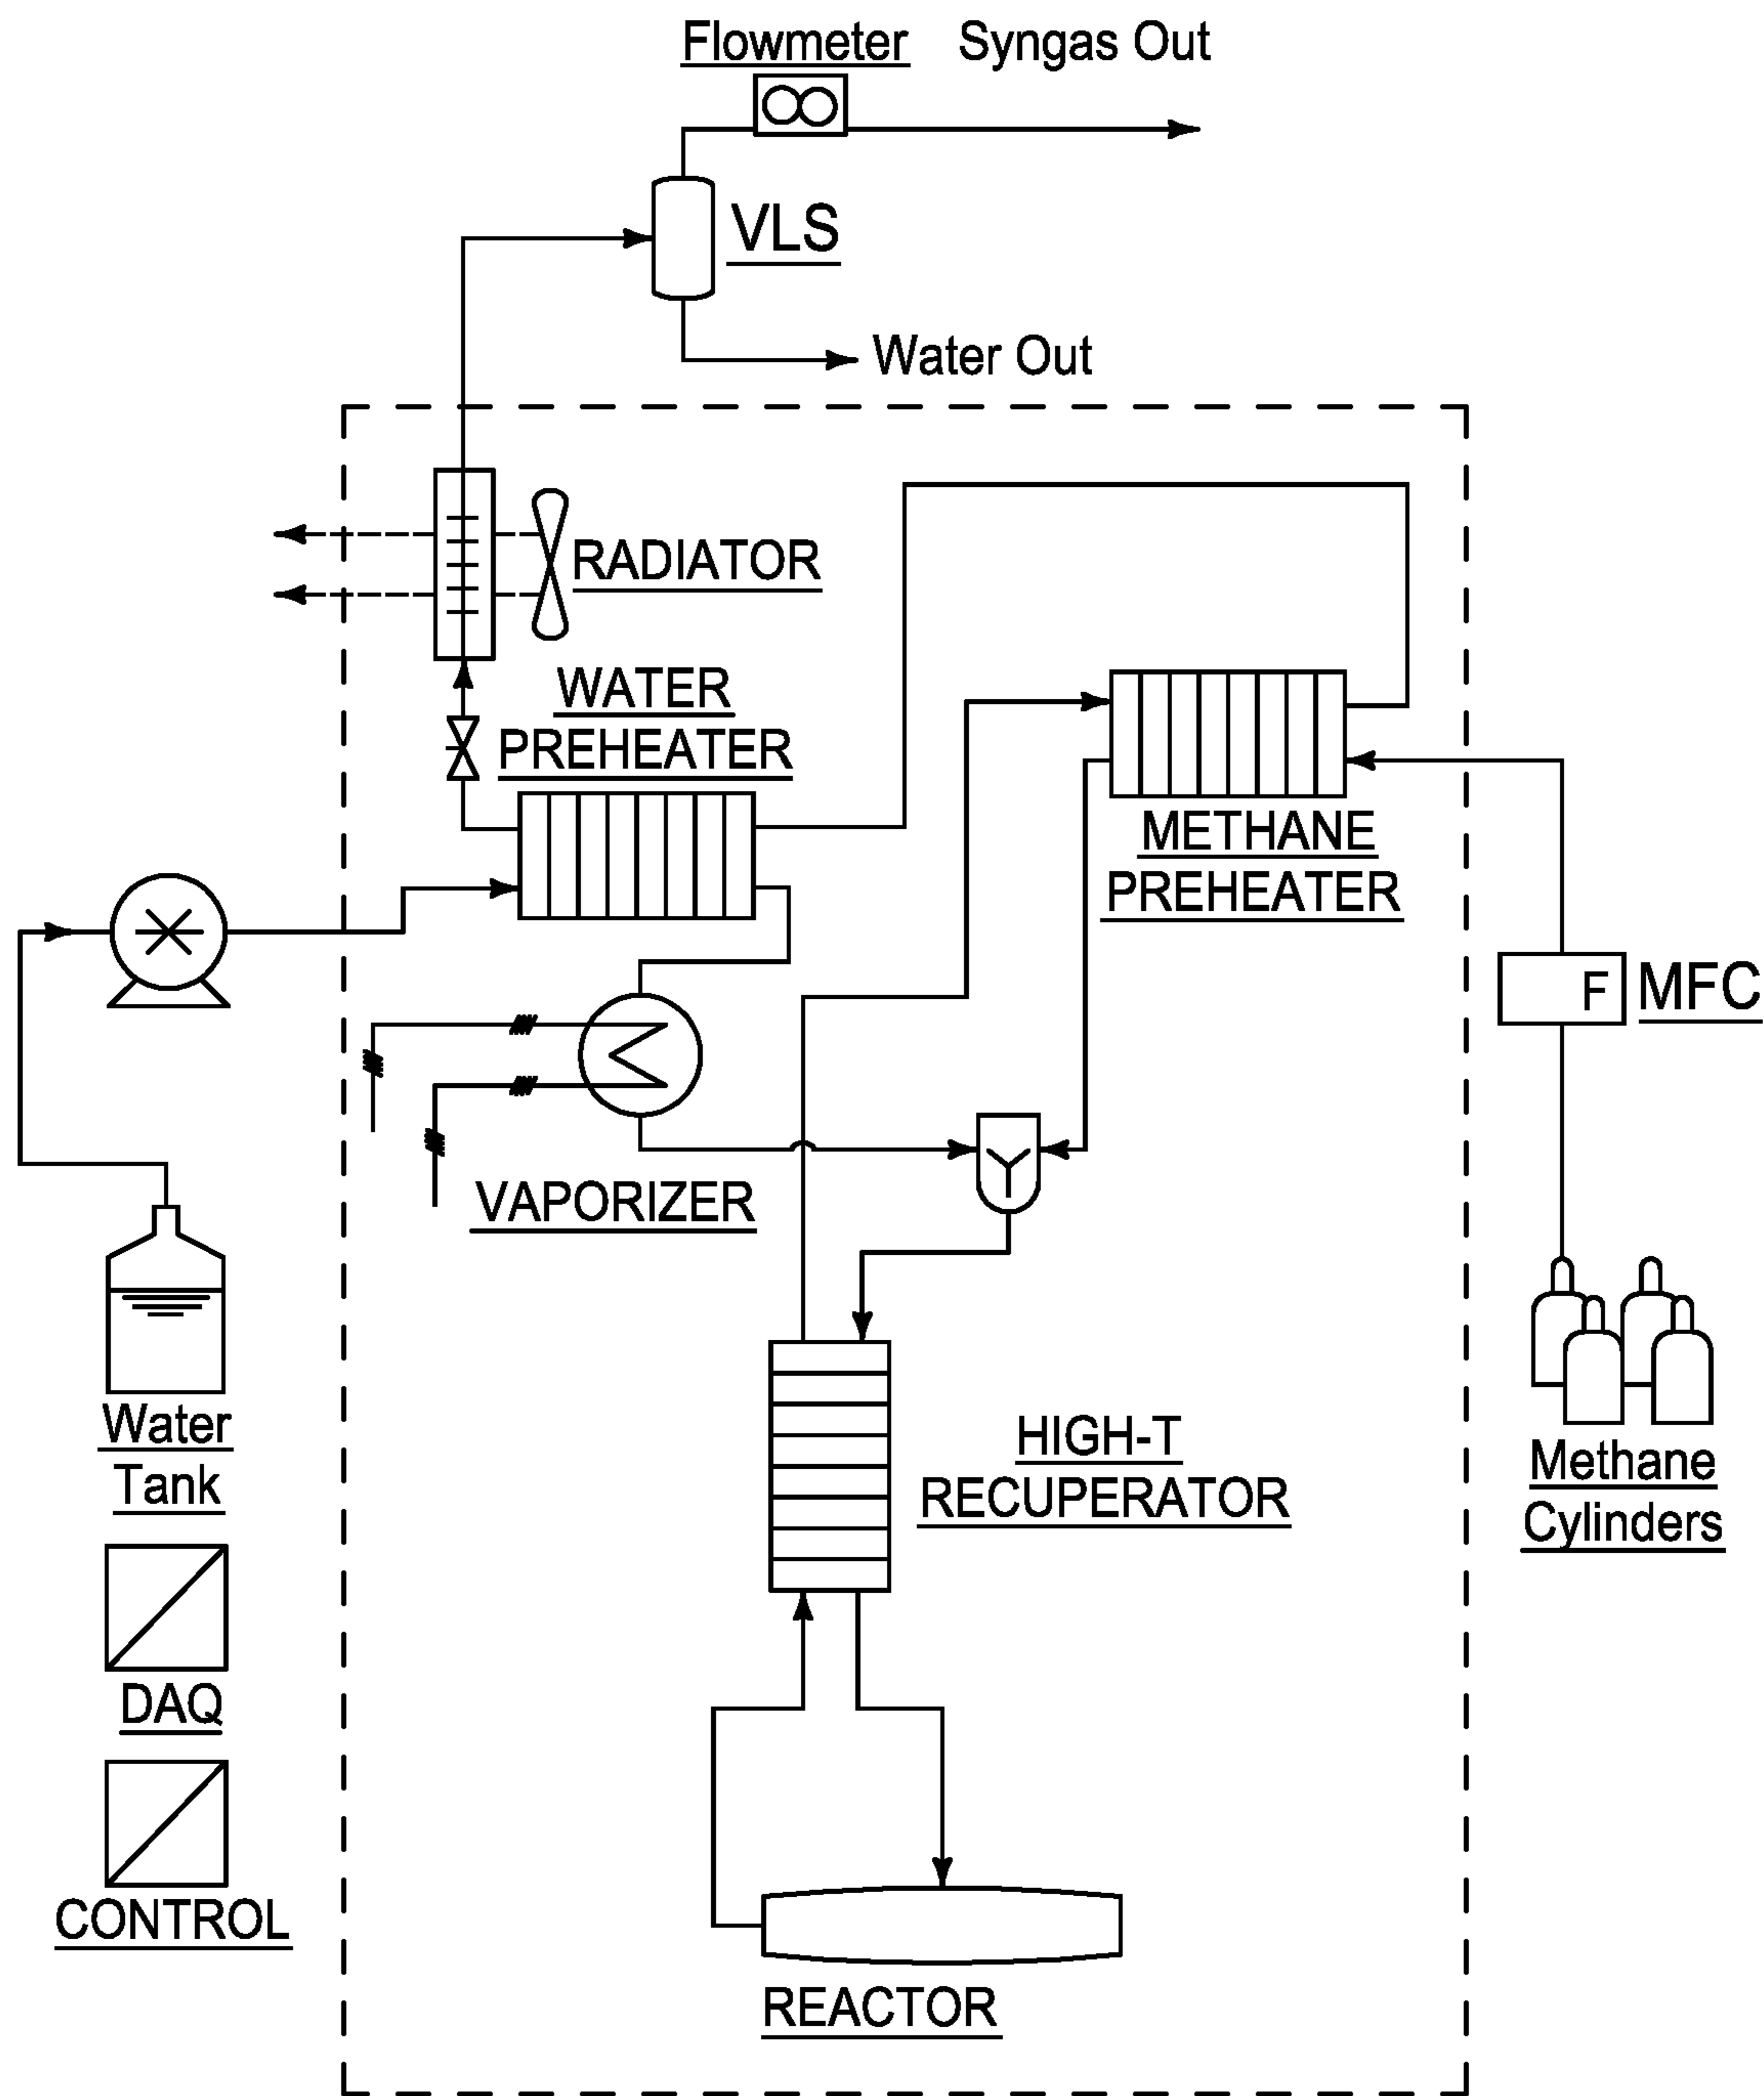 Flowmeter
Syngas Out
VLS
Water Out
RADIATOR
WATER
PREHEATER
METHANE
PREHEATER
F
MFC
VAPORIZER
Water
Tank
HIGH-T
RECUPERATOR
Methane
Cylinders
DAQ
CONTROL
REACTOR